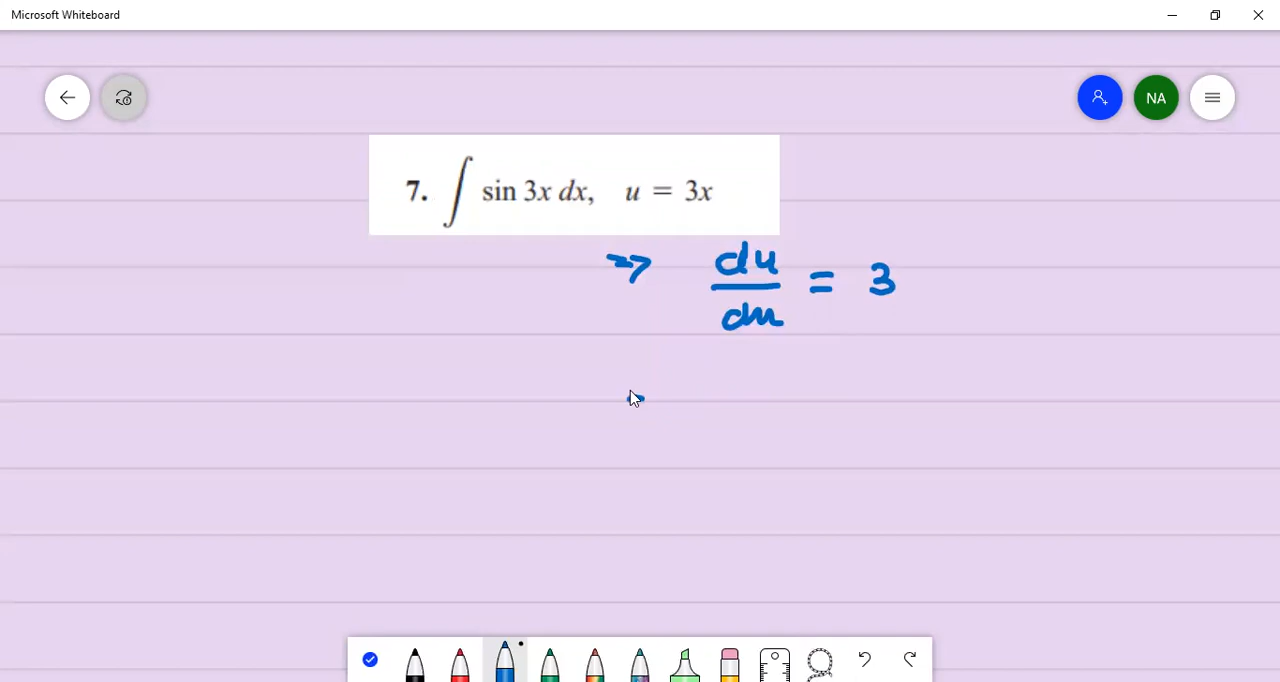 Microsoft Whiteboard
NA
7. ∫ sin 3x dx, u = 3x
⇒ du/dx = 3